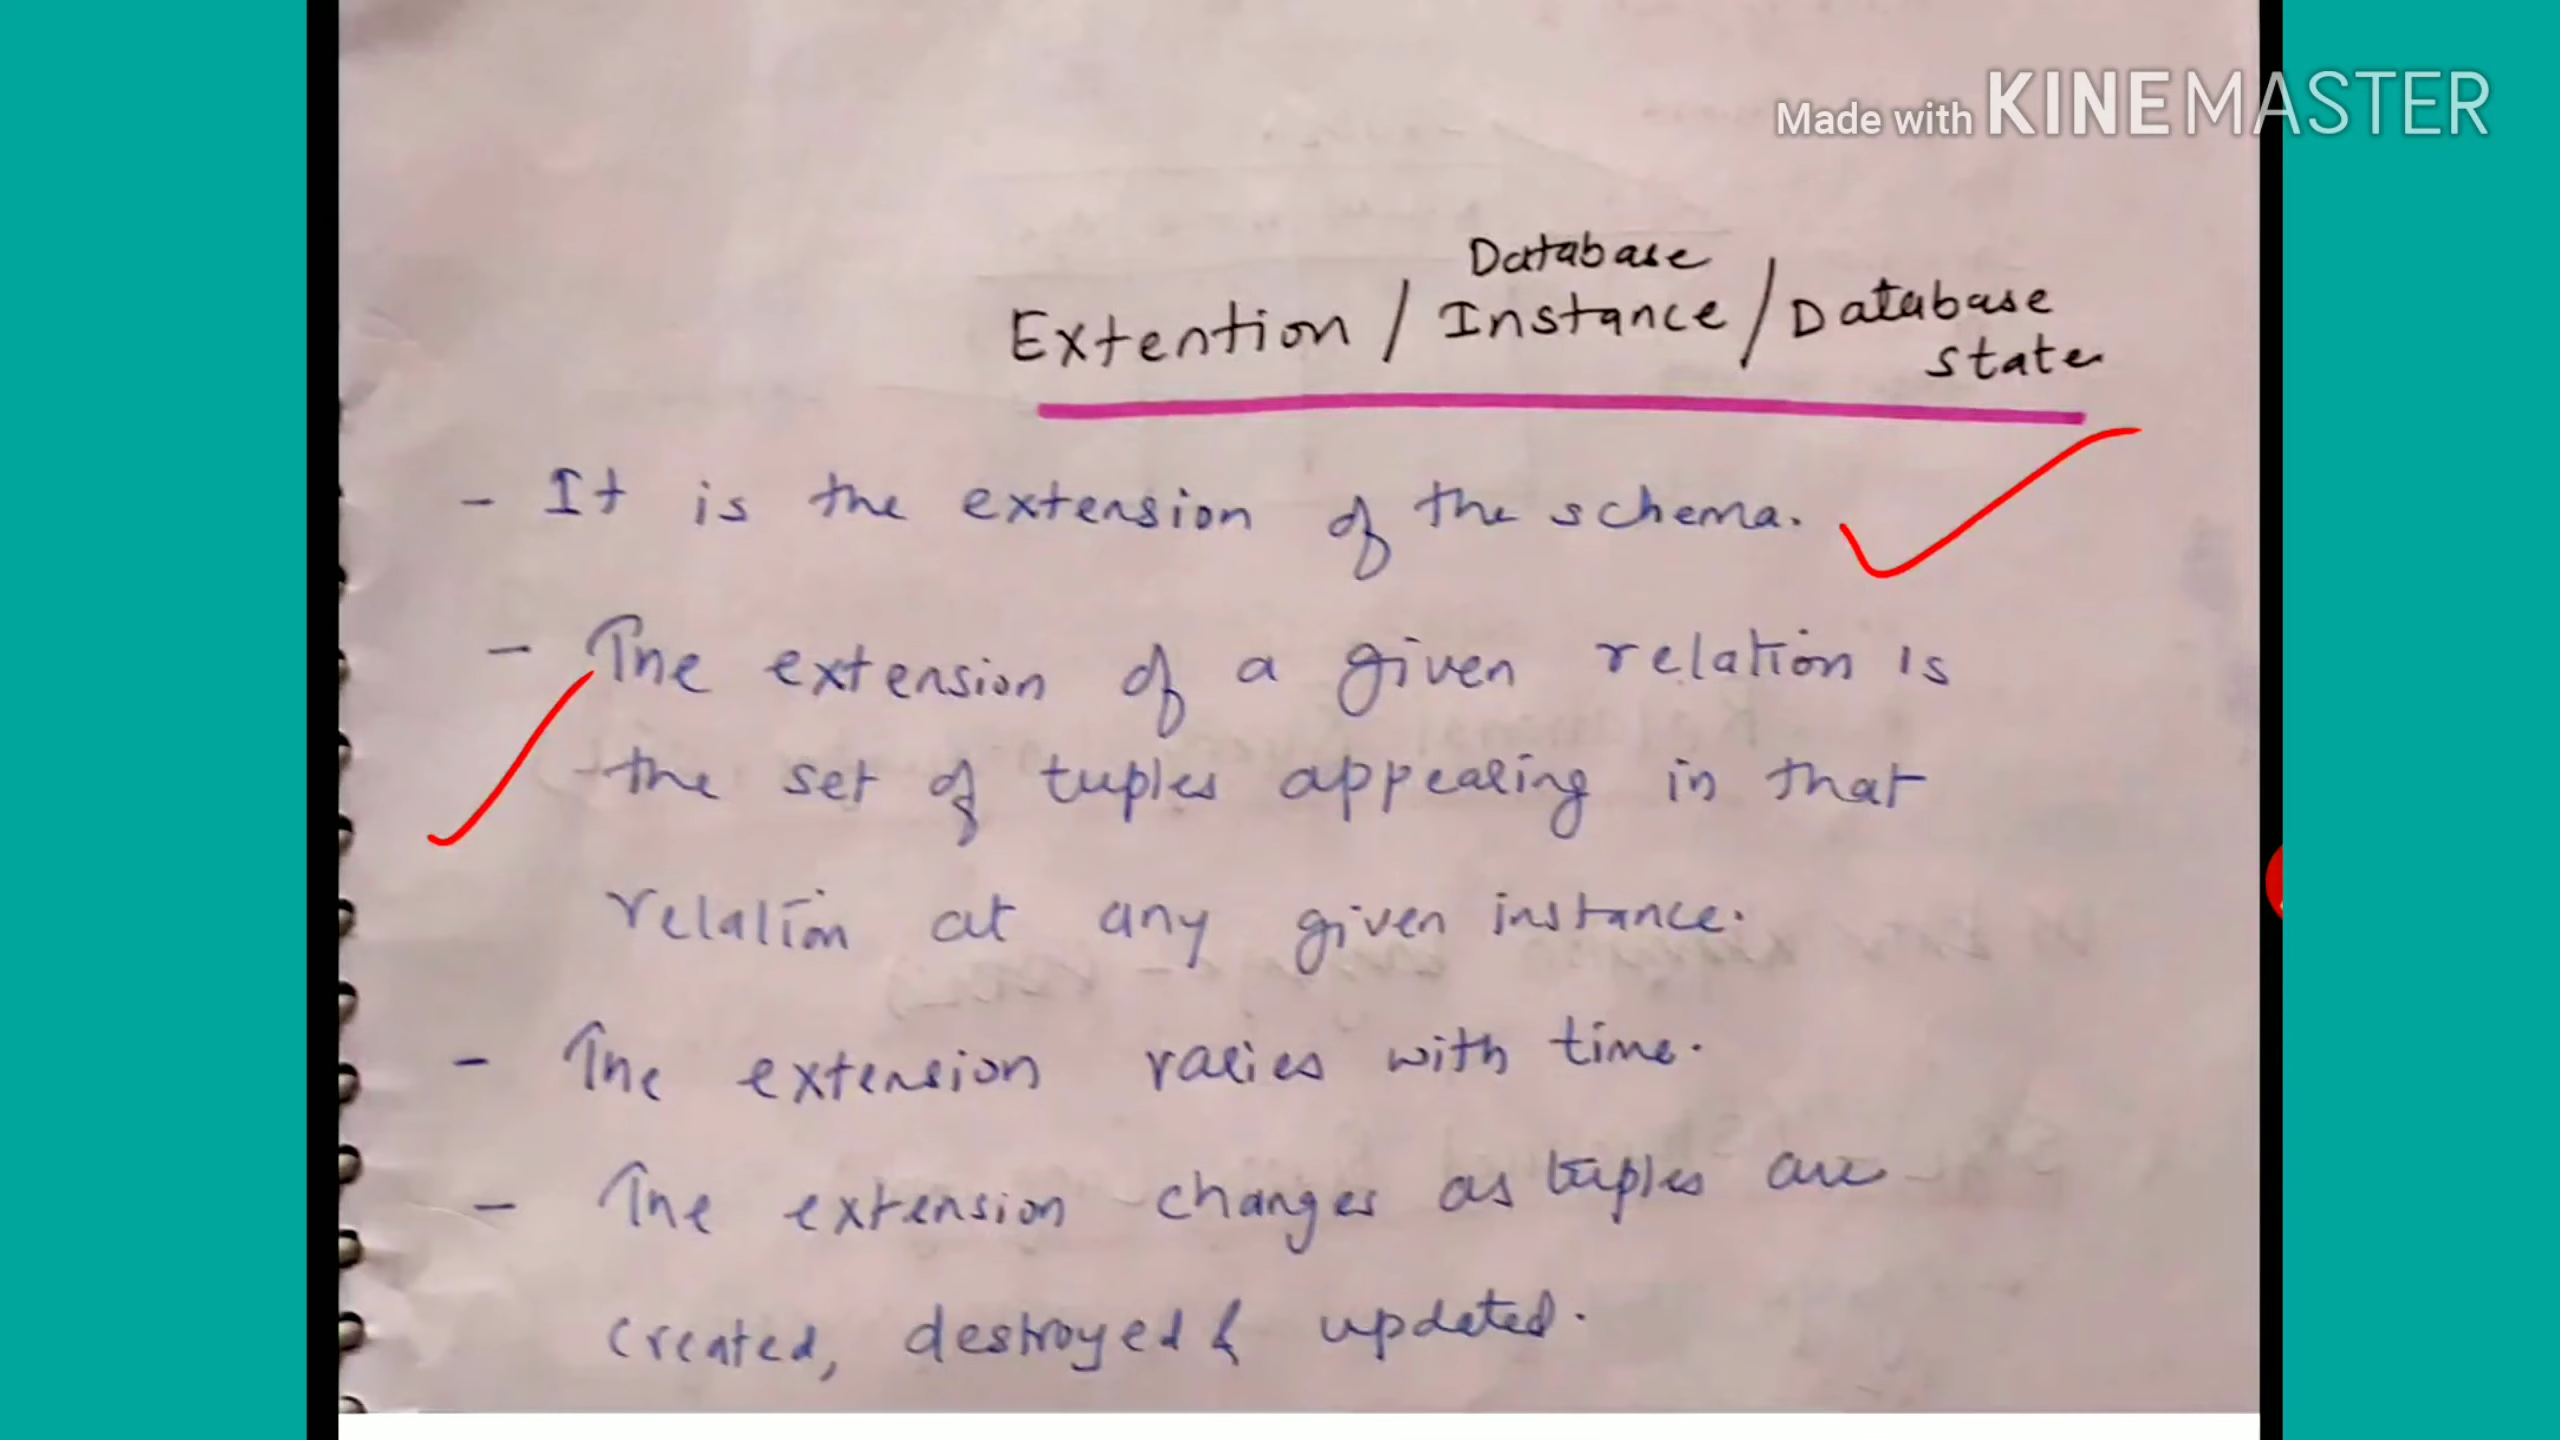 Made with KINEMASTER
Database
Extention / Instance / Database
state
- It is the extension of the schema.
- The extension of a given relation is
the set of tuples appearing in that
relation at any given instance.
- The extension varies with time.
- The extension changes as tuples are
created, destroyed & updated.